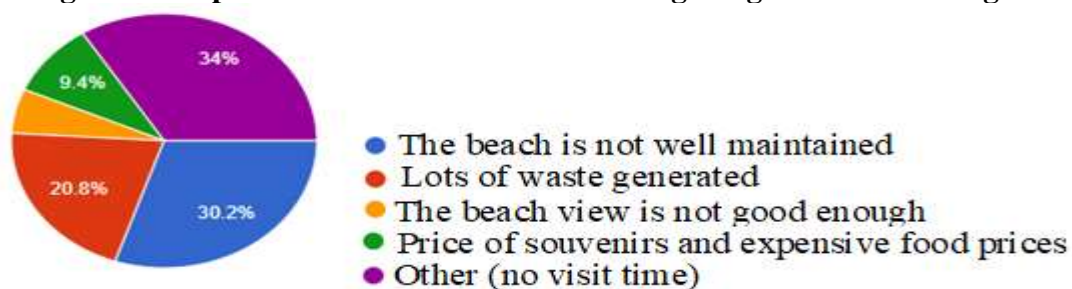 34%
9.4%
20.8%
30.2%
The beach is not well maintained
Lots of waste generated
The beach view is not good enough
Price of souvenirs and expensive food prices
Other (no visit time)